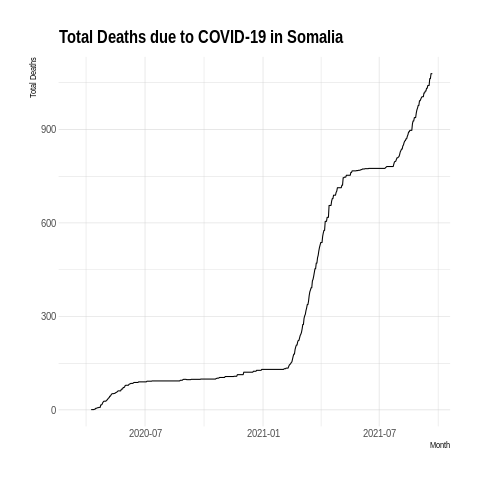 Total Deaths due to COVID-19 in Somalia
Total Deaths
900
600
300
0
2020-07
2021-01
2021-07
Month